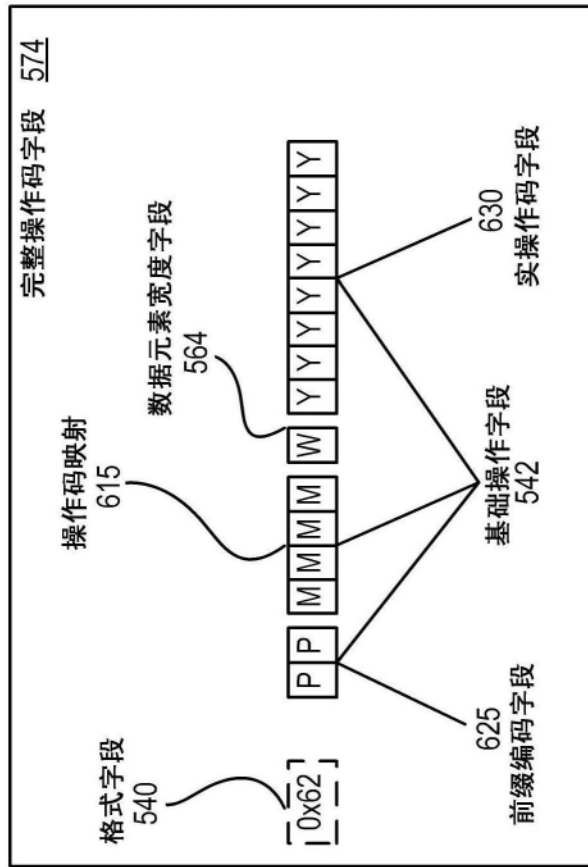 完整操作码字段 574
格式字段
540
操作码映射
615
数据元素宽度字段
564
0x62
P P
M M M M
W
Y Y Y Y Y Y Y Y
625
前缀编码字段
基础操作字段
542
630
实操作码字段